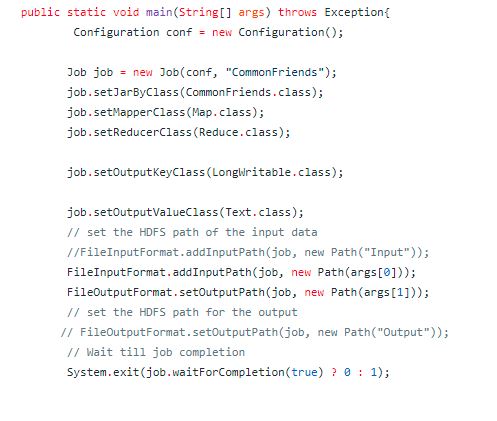 public static void main(String[] args) throws Exception{
Configuration conf = new Configuration();
Job job = new Job(conf, "CommonFriends");
job.setJarByClass(CommonFriends.class);
job.setMapperClass(Map.class);
job.setReducerClass(Reduce.class);
job.setOutputKeyClass(LongWritable.class);
job.setOutputValueClass(Text.class);
// set the HDFS path of the input data
//FileInputFormat.addInputPath(job, new Path("Input"));
FileInputFormat.addInputPath(job, new Path(args[0]));
FileOutputFormat.setOutputPath(job, new Path(args[1]));
// set the HDFS path for the output
// FileOutputFormat.setOutputPath(job, new Path("Output"));
// Wait till job completion
System.exit(job.waitForCompletion(true) ? 0 : 1);